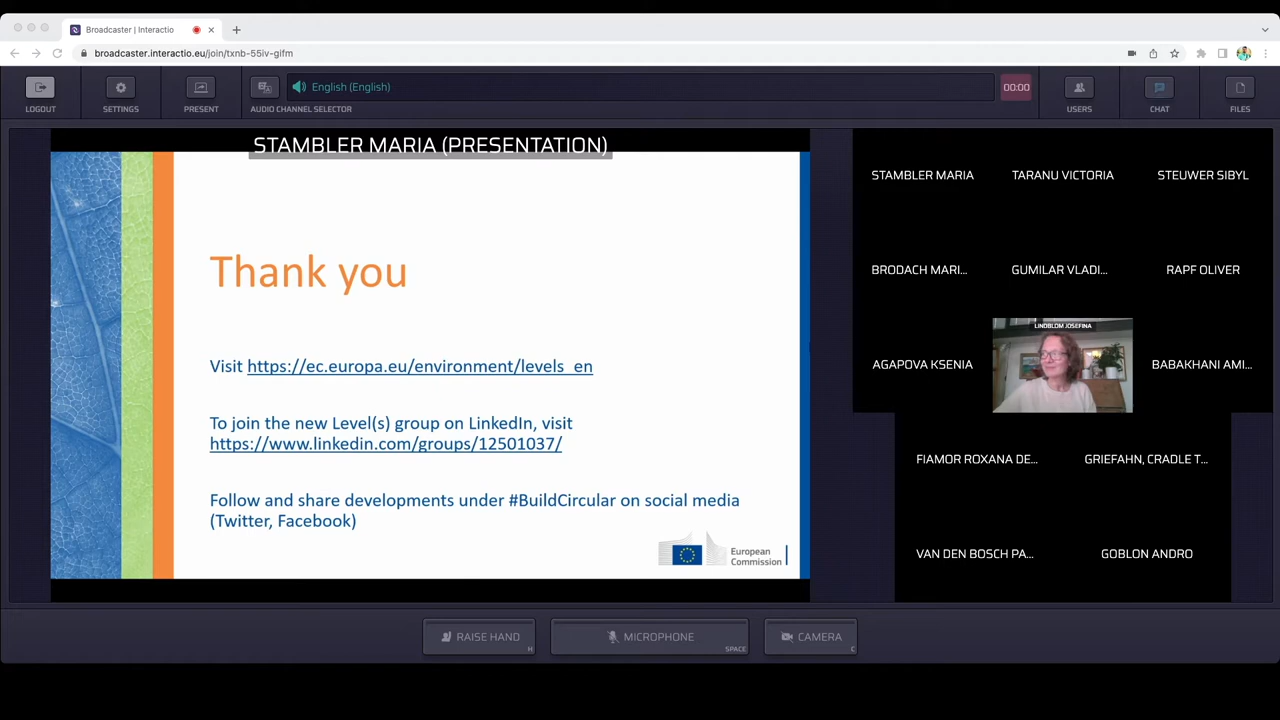 Broadcaster | Interactio
broadcaster.interactio.eu/join/txnb-55iv-gifm
LOGOUT
SETTINGS
PRESENT
AUDIO CHANNEL SELECTOR
English (English)
00:00
USERS
CHAT
FILES
STAMBLER MARIA (PRESENTATION)
Thank you
Visit https://ec.europa.eu/environment/levels_en
To join the new Level(s) group on LinkedIn, visit
https://www.linkedin.com/groups/12501037/
Follow and share developments under #BuildCircular on social media
(Twitter, Facebook)
European
Commission
STAMBLER MARIA
TARANU VICTORIA
STEUWER SIBYL
BRODACH MARI...
GUMILAR VLADI...
RAPF OLIVER
AGAPOVA KSENIA
LINDBLOM JOSEFINA
BABAKHANI AMI...
FIAMOR ROXANA DE...
GRIEFAHN, CRADLE T...
VAN DEN BOSCH PA...
GOBLON ANDRO
RAISE HAND
H
MICROPHONE
SPACE
CAMERA
C